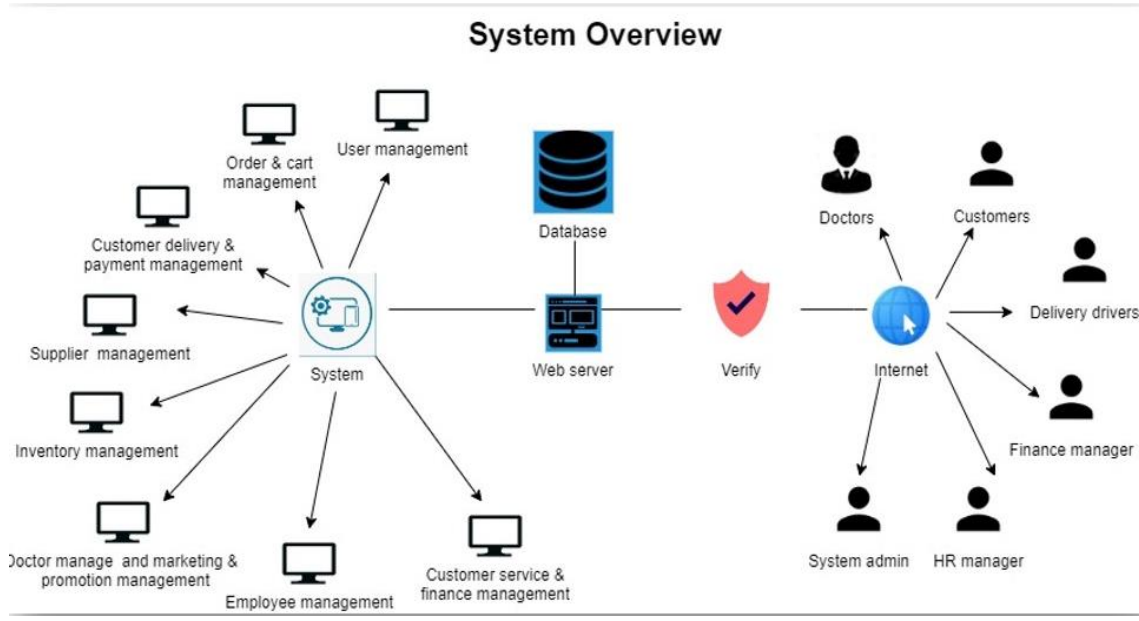 System Overview
User management
Order & cart
management
Customer delivery &
payment management
Supplier management
Inventory management
Doctor manage and marketing &
promotion management
Employee management
Customer service &
finance management
System
Database
Web server
Verify
Internet
Doctors
Customers
Delivery drivers
Finance manager
HR manager
System admin